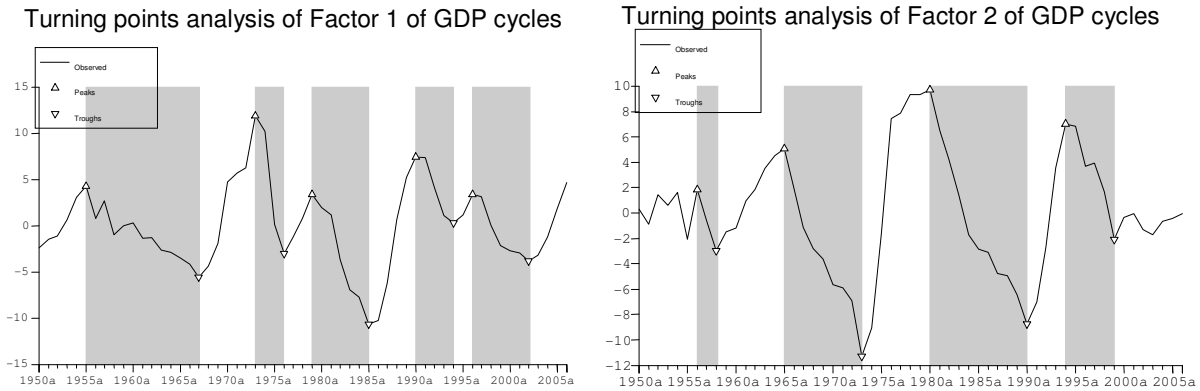 Turning points analysis of Factor 1 of GDP cycles
Observed
Peaks
Troughs
15
10
5
0
−5
−10
−15
1950a 1955a 1960a 1965a 1970a 1975a 1980a 1985a 1990a 1995a 2000a 2005a
Turning points analysis of Factor 2 of GDP cycles
Observed
Peaks
Troughs
10
8
6
4
2
0
−2
−4
−6
−8
−10
−12
1950a 1955a 1960a 1965a 1970a 1975a 1980a 1985a 1990a 1995a 2000a 2005a